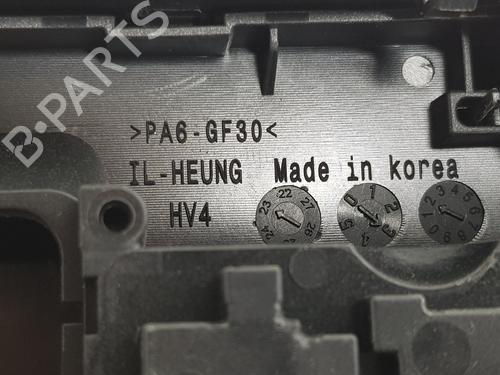 B-PARTS
>PA6-GF30<
IL-HEUNG Made in korea
HV4